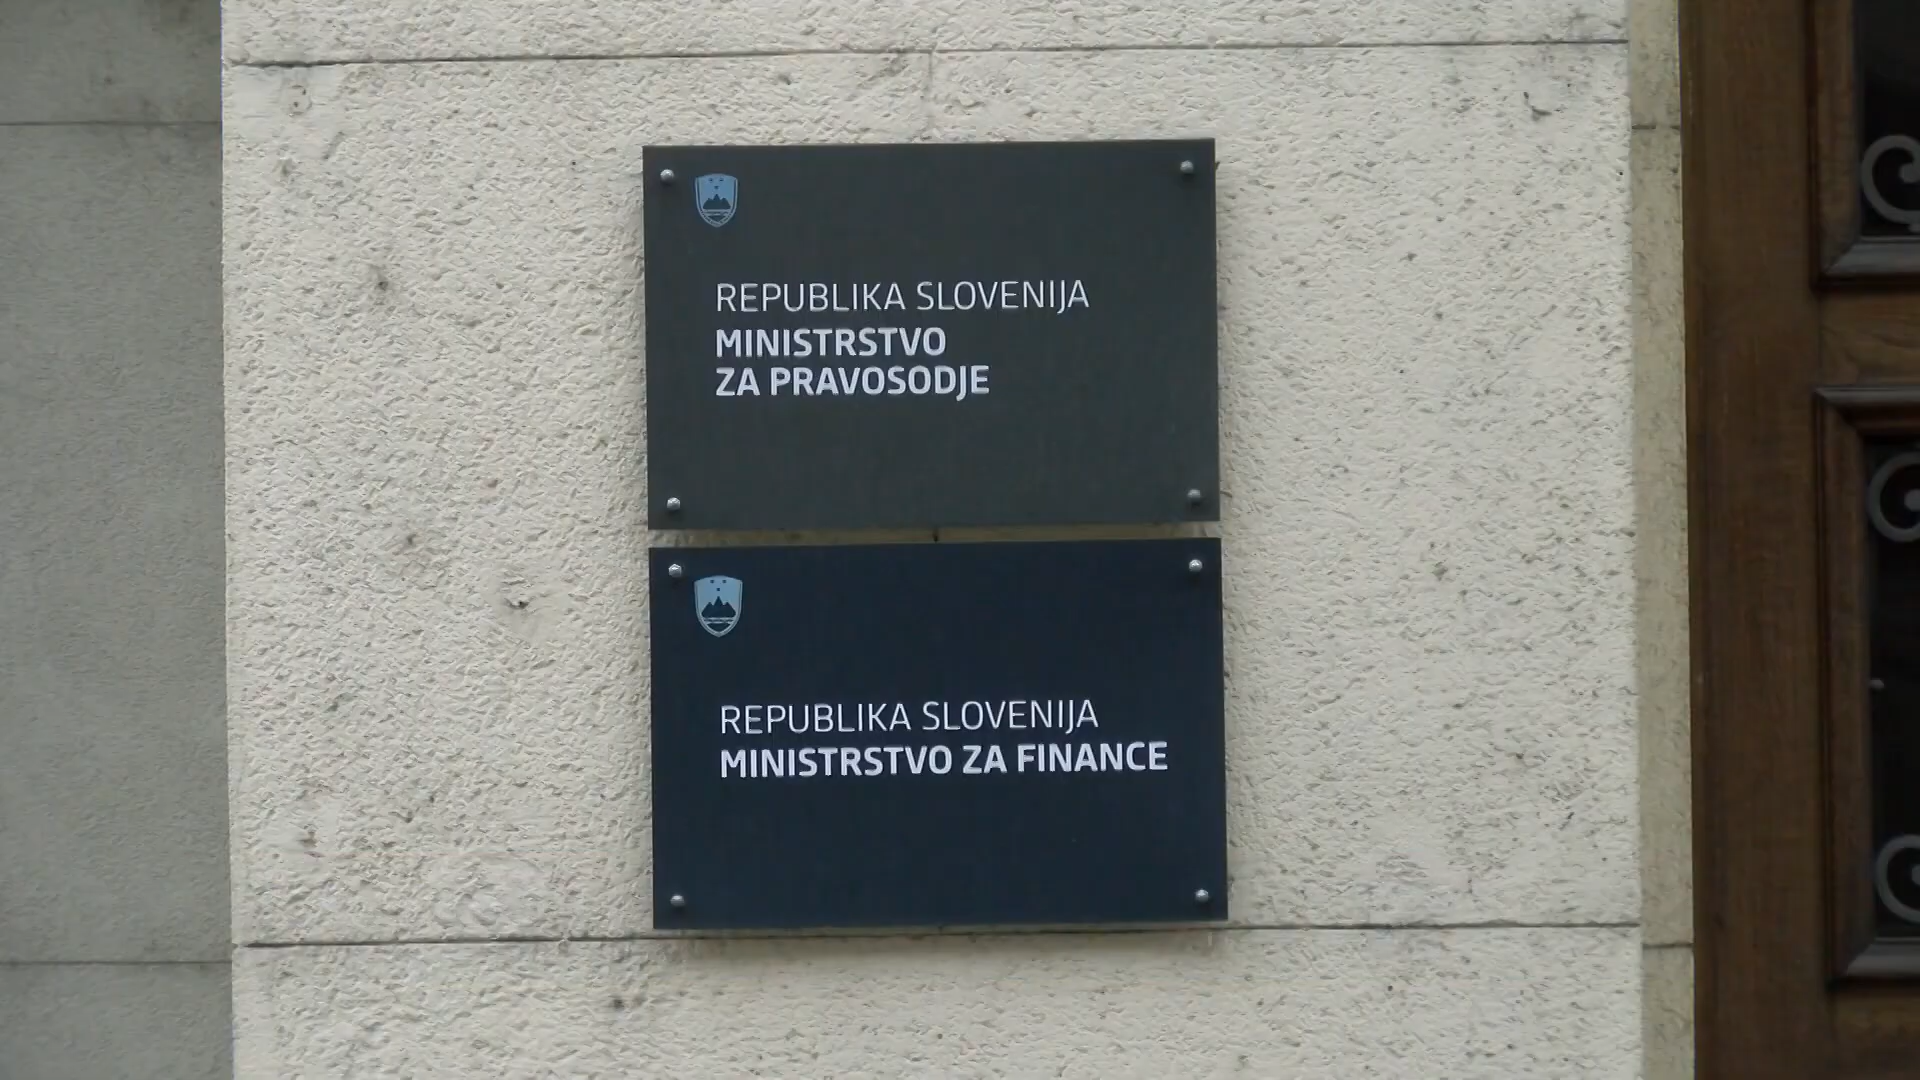 REPUBLIKA SLOVENIJA
MINISTRSTVO
ZA PRAVOSODJE
REPUBLIKA SLOVENIJA
MINISTRSTVO ZA FINANCE